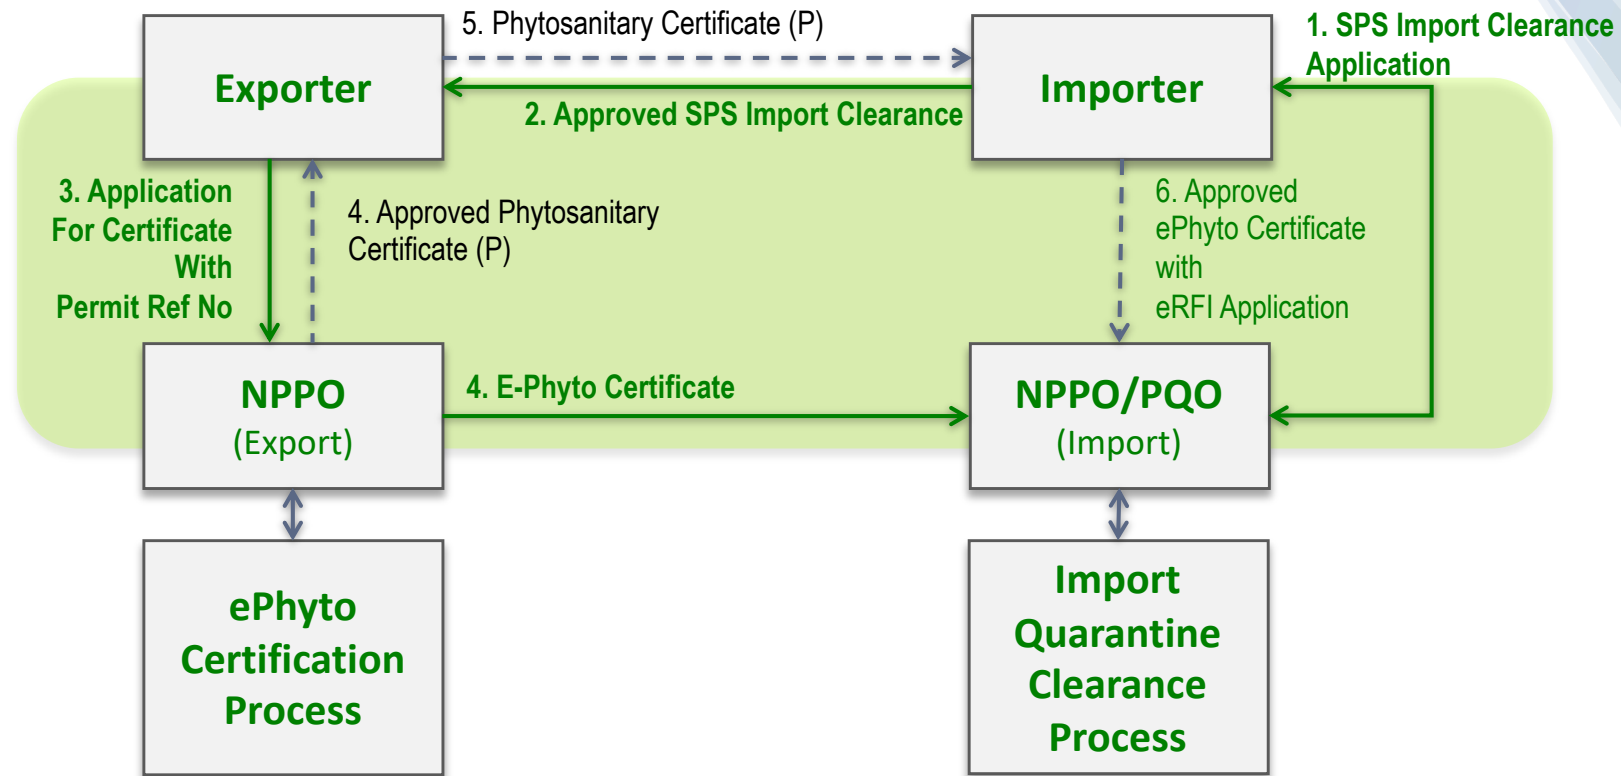 5. Phytosanitary Certificate (P)
1. SPS Import Clearance
Application
Exporter
Importer
2. Approved SPS Import Clearance
3. Application
For Certificate
With
Permit Ref No
4. Approved Phytosanitary
Certificate (P)
6. Approved
ePhyto Certificate
with
eRFI Application
NPPO
(Export)
4. E-Phyto Certificate
NPPO/PQO
(Import)
ePhyto
Certification
Process
Import
Quarantine
Clearance
Process